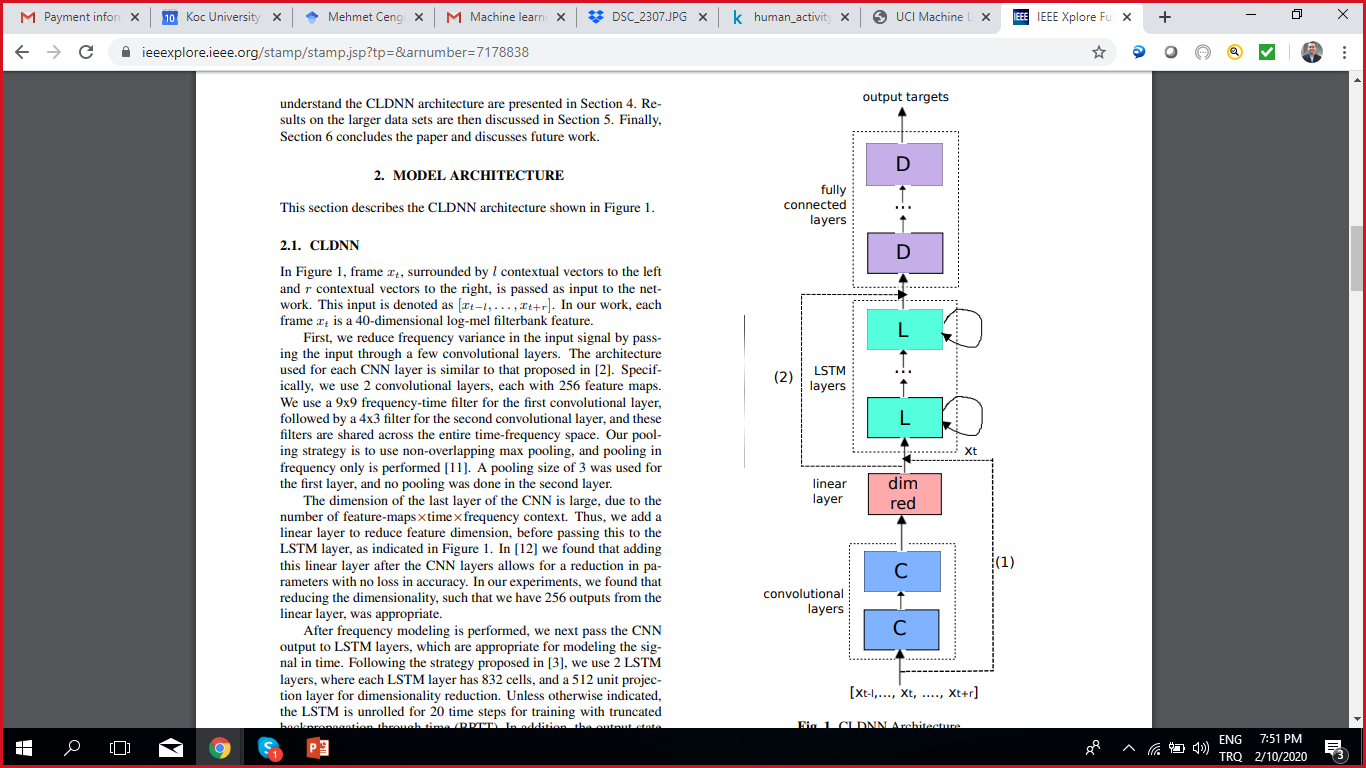 Payment inform
10
Koc University
Mehmet Ceng
Machine learni
DSC_2307.JPG
k
human_activity
UCI Machine L
IEEE
IEEE Xplore Fu
ieeexplore.ieee.org/stamp/stamp.jsp?tp=&arnumber=7178838
understand the CLDNN architecture are presented in Section 4. Re-
sults on the larger data sets are then discussed in Section 5. Finally,
Section 6 concludes the paper and discusses future work.
2. MODEL ARCHITECTURE
This section describes the CLDNN architecture shown in Figure 1.
2.1. CLDNN
In Figure 1, frame xt, surrounded by l contextual vectors to the left
and r contextual vectors to the right, is passed as input to the net-
work. This input is denoted as [xt−l, . . . , xt+r]. In our work, each
frame xt is a 40-dimensional log-mel filterbank feature.
First, we reduce frequency variance in the input signal by pass-
ing the input through a few convolutional layers. The architecture
used for each CNN layer is similar to that proposed in [2]. Specif-
ically, we use 2 convolutional layers, each with 256 feature maps.
We use a 9x9 frequency-time filter for the first convolutional layer,
followed by a 4x3 filter for the second convolutional layer, and these
filters are shared across the entire time-frequency space. Our pool-
ing strategy is to use non-overlapping max pooling, and pooling in
frequency only is performed [11]. A pooling size of 3 was used for
the first layer, and no pooling was done in the second layer.
The dimension of the last layer of the CNN is large, due to the
number of feature-maps×time×frequency context. Thus, we add a
linear layer to reduce feature dimension, before passing this to the
LSTM layer, as indicated in Figure 1. In [12] we found that adding
this linear layer after the CNN layers allows for a reduction in pa-
rameters with no loss in accuracy. In our experiments, we found that
reducing the dimensionality, such that we have 256 outputs from the
linear layer, was appropriate.
After frequency modeling is performed, we next pass the CNN
output to LSTM layers, which are appropriate for modeling the sig-
nal in time. Following the strategy proposed in [3], we use 2 LSTM
layers, where each LSTM layer has 832 cells, and a 512 unit projec-
tion layer for dimensionality reduction. Unless otherwise indicated,
the LSTM is unrolled for 20 time steps for training with truncated
backpropagation through time (BPTT). In addition, the output state
output targets
D
fully
connected
layers
...
D
L
(2)
LSTM
layers
...
L
xt
linear
layer
dim
red
C
(1)
convolutional
layers
C
[xt-l,..., xt, ...., xt+r]
Fig. 1. CLDNN Architecture
1
P
ENG
TRQ
7:51 PM
2/10/2020
3